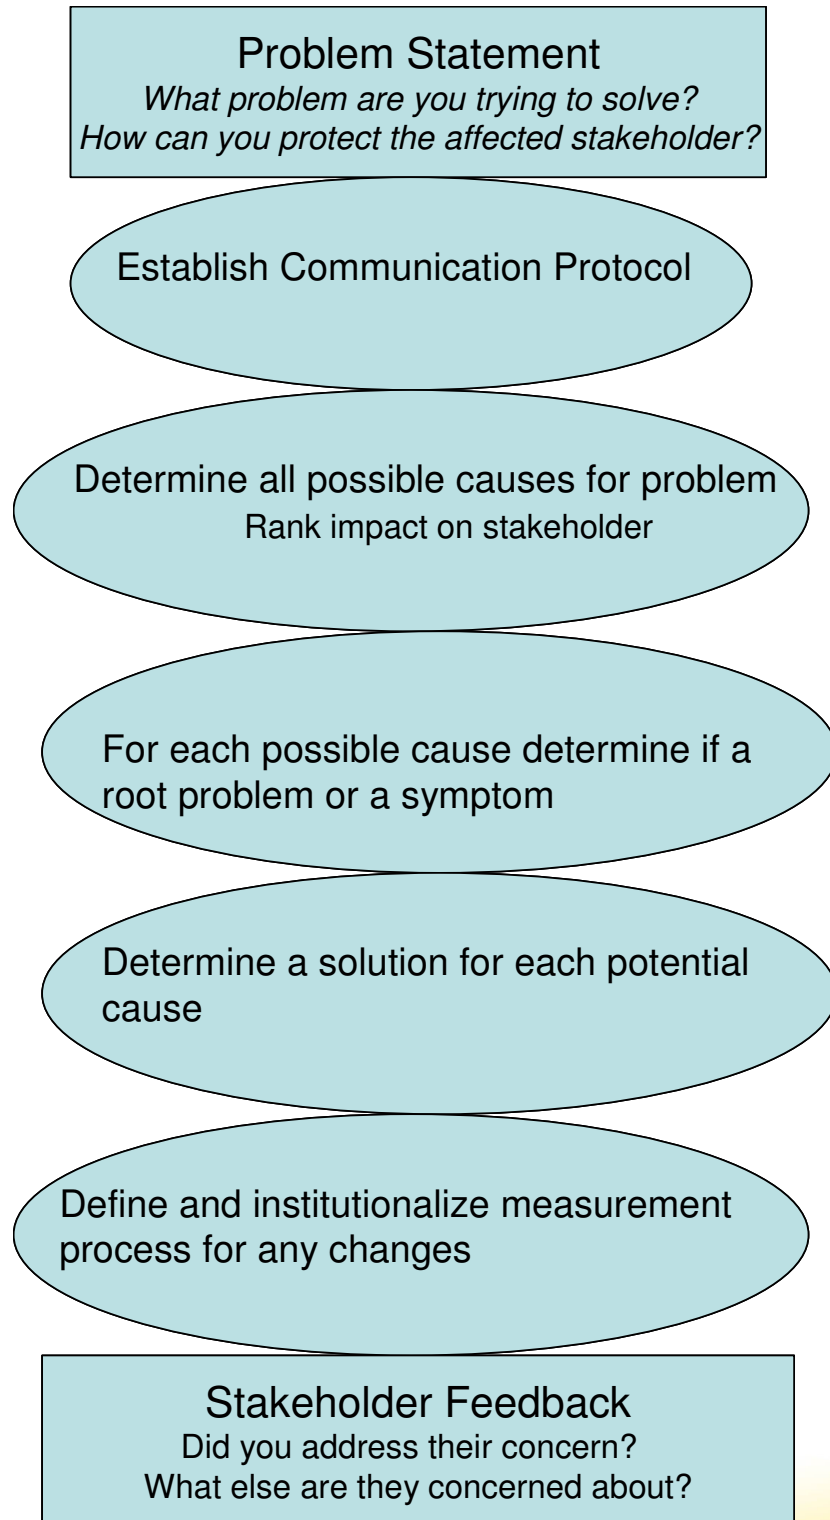 Problem Statement
What problem are you trying to solve?
How can you protect the affected stakeholder?
Establish Communication Protocol
Determine all possible causes for problem
Rank impact on stakeholder
For each possible cause determine if a
root problem or a symptom
Determine a solution for each potential
cause
Define and institutionalize measurement
process for any changes
Stakeholder Feedback
Did you address their concern?
What else are they concerned about?